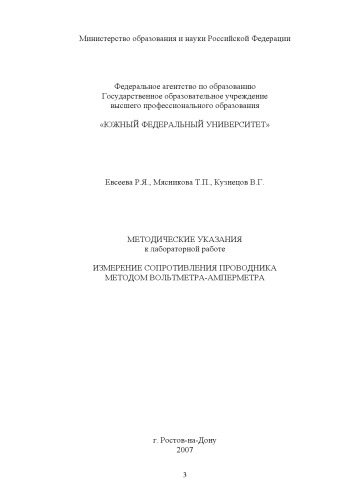 Министерство образования и науки Российской Федерации
Федеральное агентство по образованию
Государственное образовательное учреждение
высшего профессионального образования
«ЮЖНЫЙ ФЕДЕРАЛЬНЫЙ УНИВЕРСИТЕТ»
Евсеева Р.Я., Мясникова Т.П., Кузнецов В.Г.
МЕТОДИЧЕСКИЕ УКАЗАНИЯ
к лабораторной работе
ИЗМЕРЕНИЕ СОПРОТИВЛЕНИЯ ПРОВОДНИКА
МЕТОДОМ ВОЛЬТМЕТРА-АМПЕРМЕТРА
г. Ростов-на-Дону
2007
3